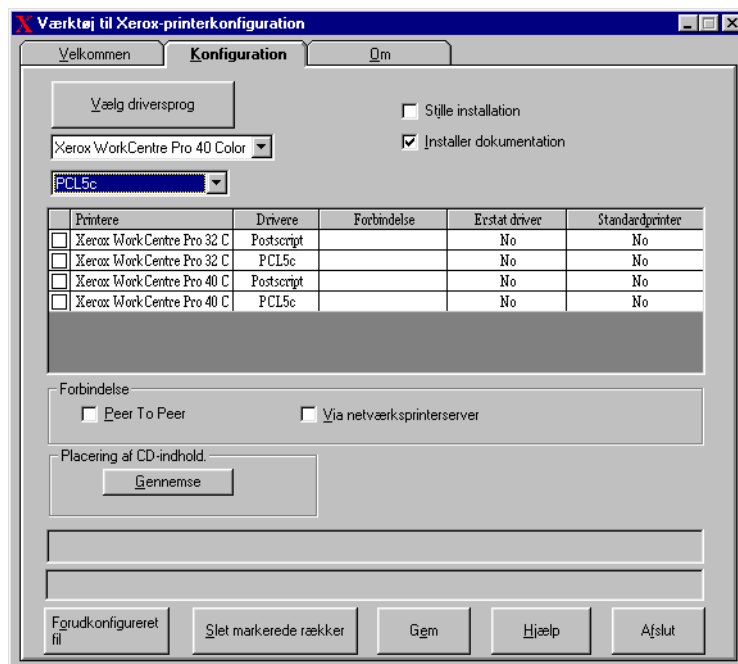 Værktøj til Xerox-printerkonfiguration
Velkommen Konfiguration Om
Vælg driversprog
Stille installation
Installer dokumentation
Xerox WorkCentre Pro 40 Color
PCL5c
Printere Drivere Forbindelse Erstat driver Standardprinter
Xerox WorkCentre Pro 32 C Postscript No No
Xerox WorkCentre Pro 32 C PCL5c No No
Xerox WorkCentre Pro 40 C Postscript No No
Xerox WorkCentre Pro 40 C PCL5c No No
Forbindelse
Peer To Peer Via netværksprinterserver
Placering af CD-indhold.
Gennemse
Forudkonfigureret
fil
Slet markerede rækker Gem Hjælp Afslut